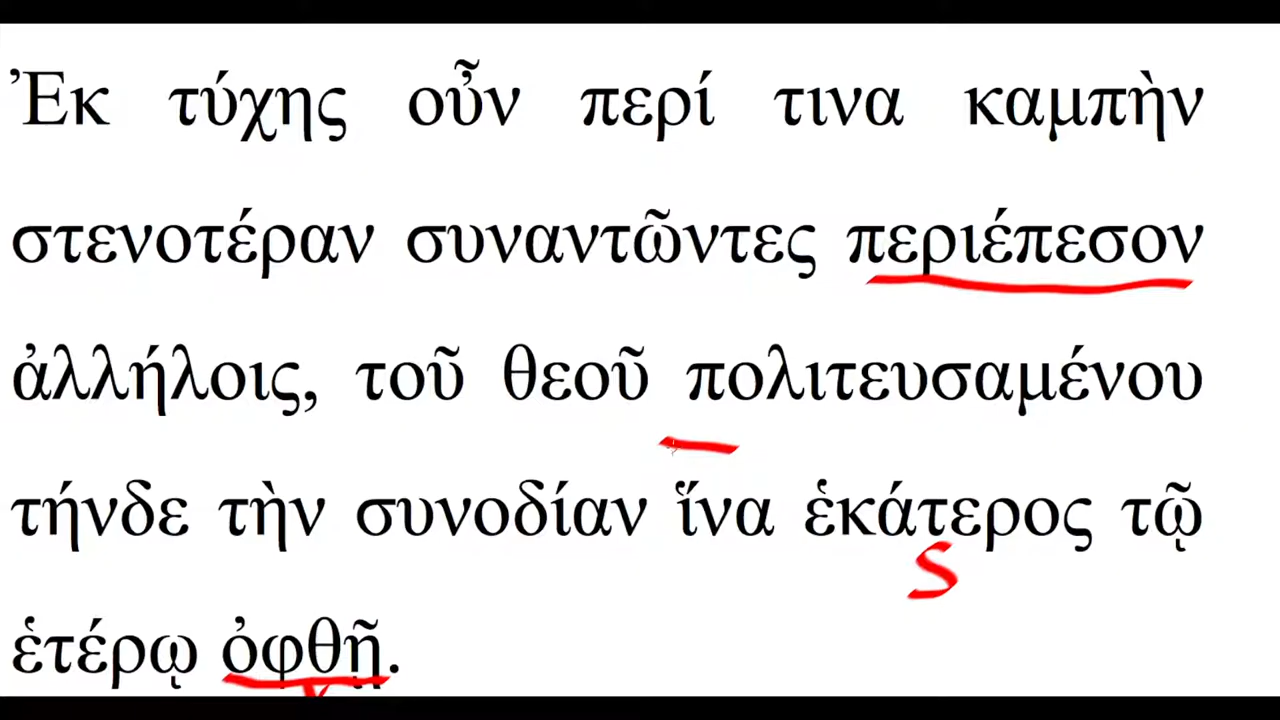 Ἐκ τύχης οὖν περί τινα καμπὴν
στενοτέραν συναντῶντες περιέπεσον
ἀλλήλοις, τοῦ θεοῦ πολιτευσαμένου
τήνδε τὴν συνοδίαν ἵνα ἑκάτερος τῷ
S
ἑτέρῳ ὀφθῇ.